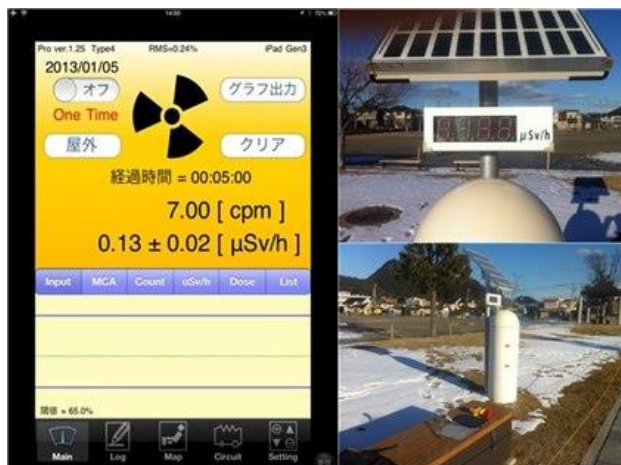 14:00
72%
Pro ver.1.25 Type4 RMS=0.24% iPad Gen3
2013/01/05
オフ
グラフ出力
One Time
屋外
クリア
経過時間 = 00:05:00
7.00 [ cpm ]
0.13 ± 0.02 [ μSv/h ]
Input MCA Count uSv/h Dose List
閾値 = 65.0%
Main Log Map Circuit Setting
μSv/h